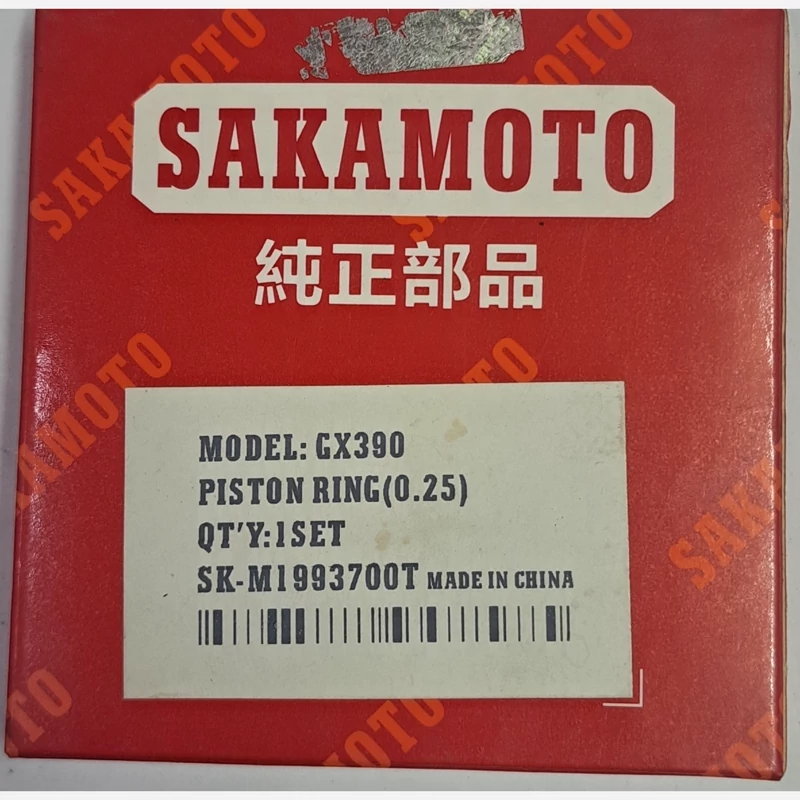 SAKAMOTO
純正部品
MODEL: GX390
PISTON RING(0.25)
QT'Y:1SET
SK-M1993700T MADE IN CHINA